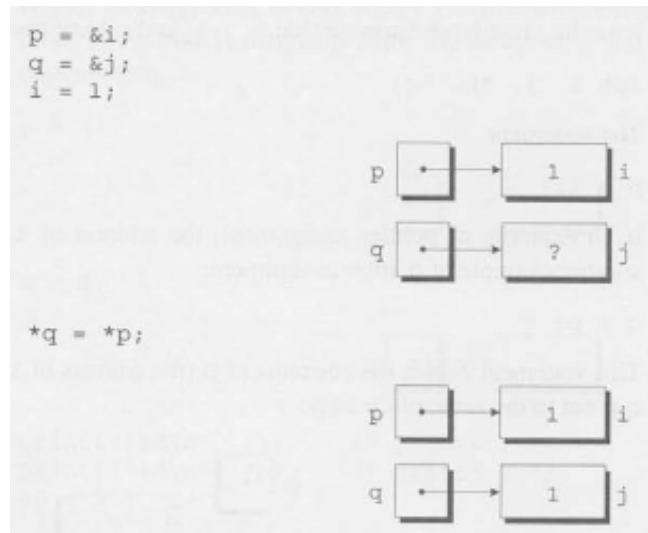 p = &i;
q = &j;
i = 1;
p 1 i
q ? j
*q = *p;
p 1 i
q 1 j